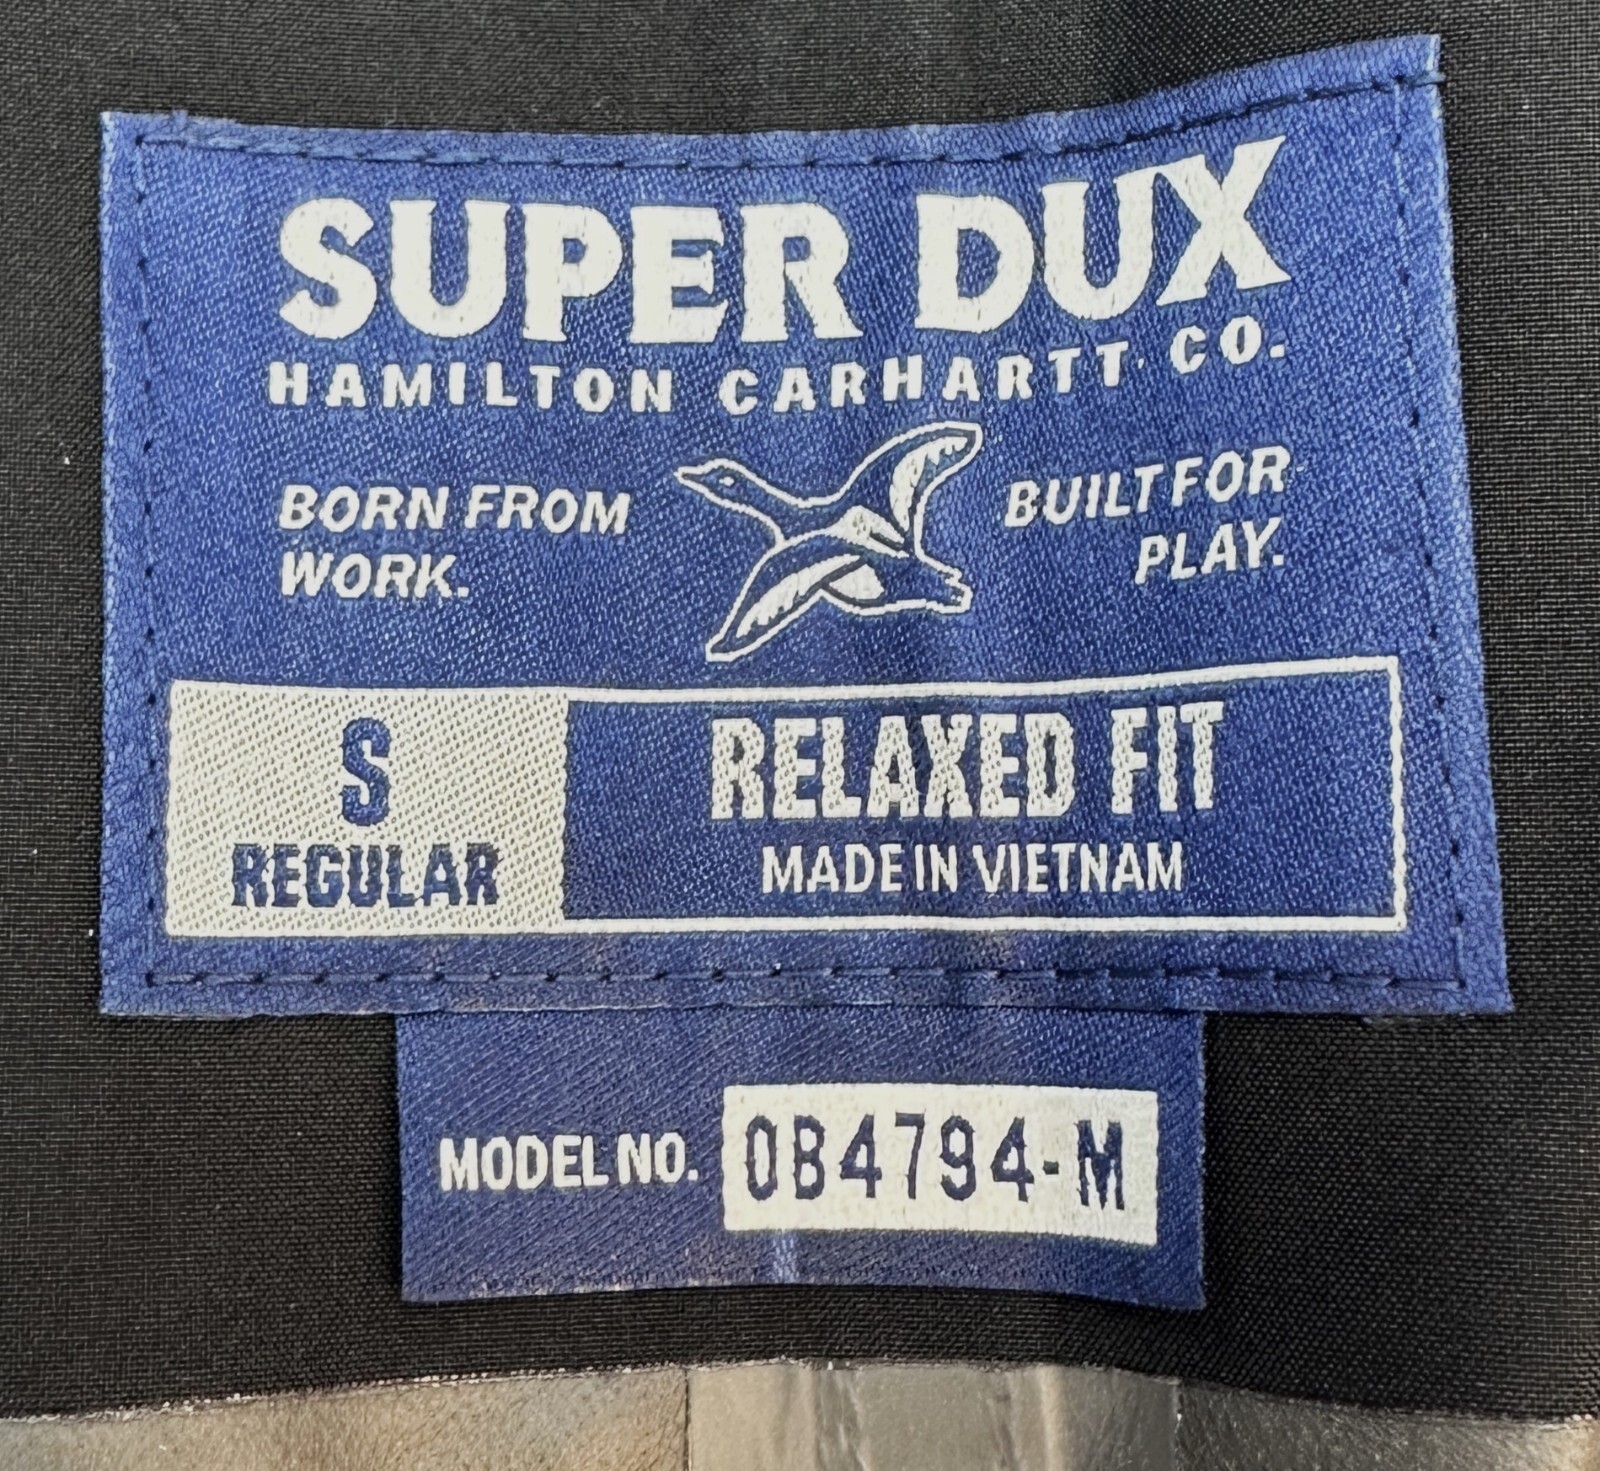 SUPER DUX
HAMILTON CARHARTT CO.
BORN FROM
WORK.
BUILT FOR
PLAY.
S
REGULAR
RELAXED FIT
MADE IN VIETNAM
MODEL NO. OB4794-M